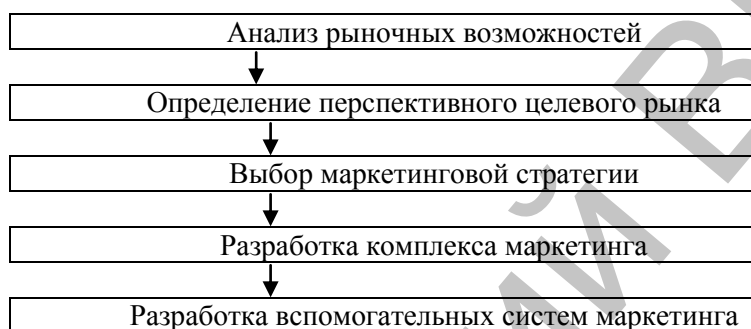 Анализ рыночных возможностей
Определение перспективного целевого рынка
Выбор маркетинговой стратегии
Разработка комплекса маркетинга
Разработка вспомогательных систем маркетинга